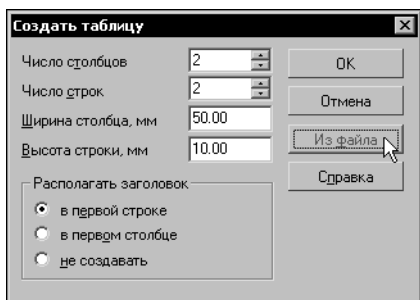 Создать таблицу
Число столбцов 2 OK
Число строк 2 Отмена
Ширина столбца, мм 50.00 Из файла
Высота строки, мм 10.00 Справка
Располагать заголовок
в первой строке
в первом столбце
не создавать